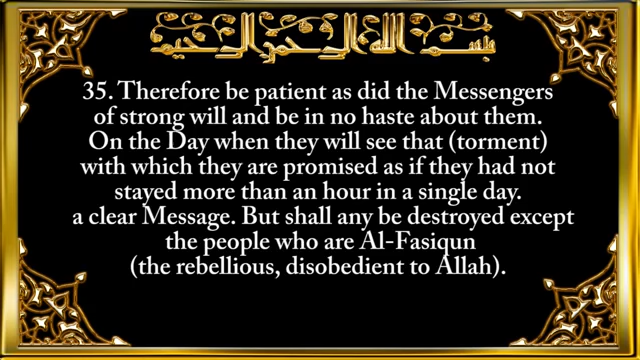 بسم الله الرحمن الرحيم
35. Therefore be patient as did the Messengers
of strong will and be in no haste about them.
On the Day when they will see that (torment)
with which they are promised as if they had not
stayed more than an hour in a single day.
a clear Message. But shall any be destroyed except
the people who are Al-Fasiqun
(the rebellious, disobedient to Allah).